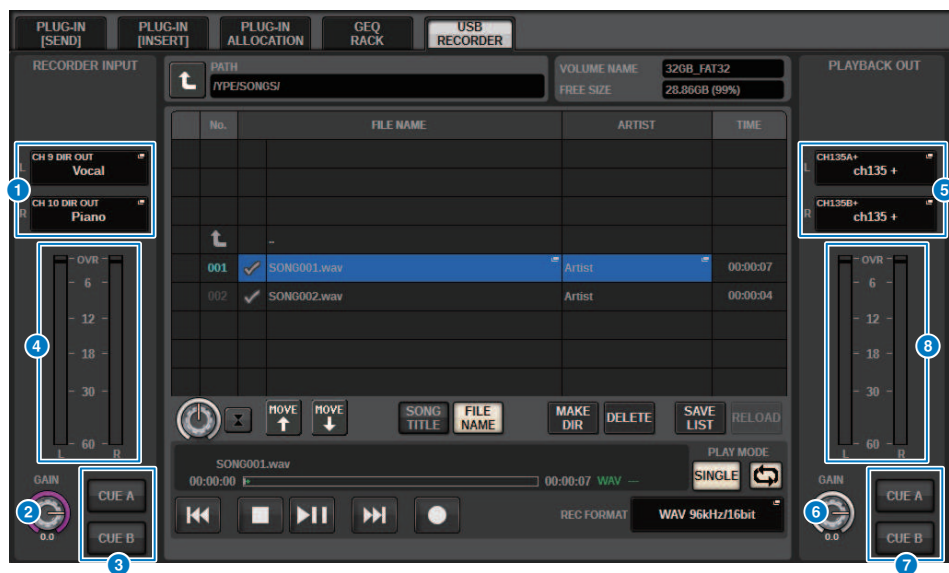 PLUG-IN [SEND]
PLUG-IN [INSERT]
PLUG-IN ALLOCATION
GEQ RACK
USB RECORDER
RECORDER INPUT
PATH
/YPE/SONGS/
VOLUME NAME 32GB_FAT32
FREE SIZE 28.86GB (99%)
PLAYBACK OUT
No. FILE NAME ARTIST TIME
L CH 9 DIR OUT
Vocal
1
R CH 10 DIR OUT
Piano
L CH135A+
ch135 +
5
R CH135B+
ch135 +
-
001 SONG001.wav Artist 00:00:07
002 SONG002.wav Artist 00:00:04
OVR
6
12
18
30
60
L R
4
OVR
6
12
18
30
60
L R
8
MOVE
MOVE
SONG TITLE
FILE NAME
MAKE DIR
DELETE
SAVE LIST
RELOAD
SONG001.wav
00:00:00 00:00:07 WAV —
PLAY MODE
SINGLE
REC FORMAT WAV 96kHz/16bit
GAIN
2
0.0
CUE A
CUE B
3
GAIN
6
0.0
CUE A
CUE B
7